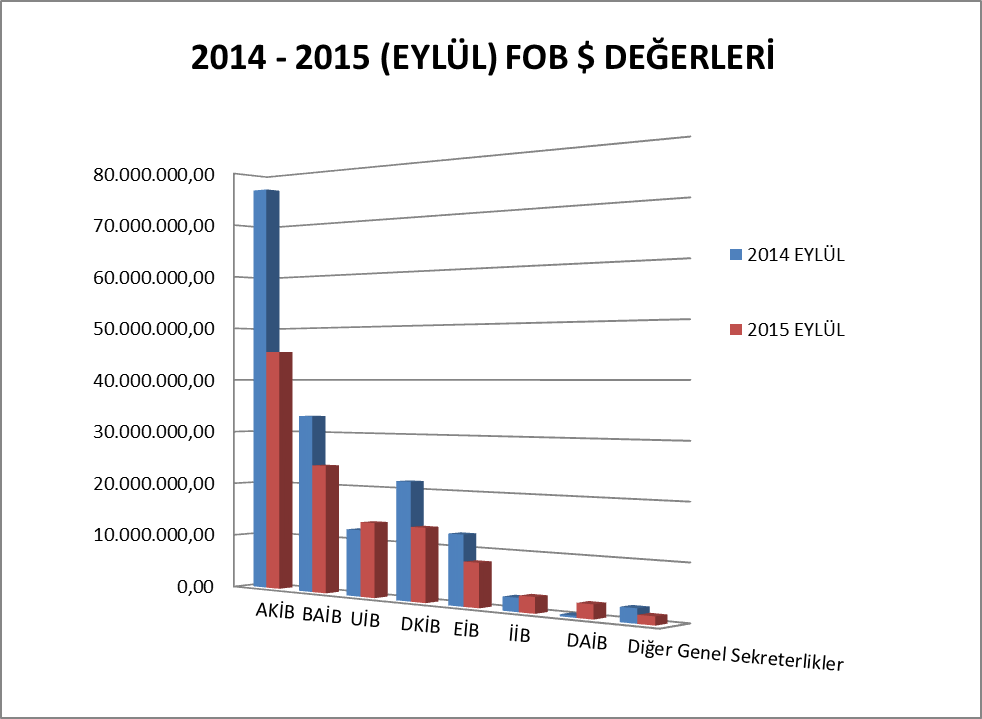 2014 - 2015 (EYLÜL) FOB $ DEĞERLERİ
80.000.000,00
70.000.000,00
60.000.000,00
50.000.000,00
40.000.000,00
30.000.000,00
20.000.000,00
10.000.000,00
0,00
AKİB
BAİB
UİB
DKİB
EİB
İİB
DAİB
Diğer Genel Sekreterlikler
2014 EYLÜL
2015 EYLÜL